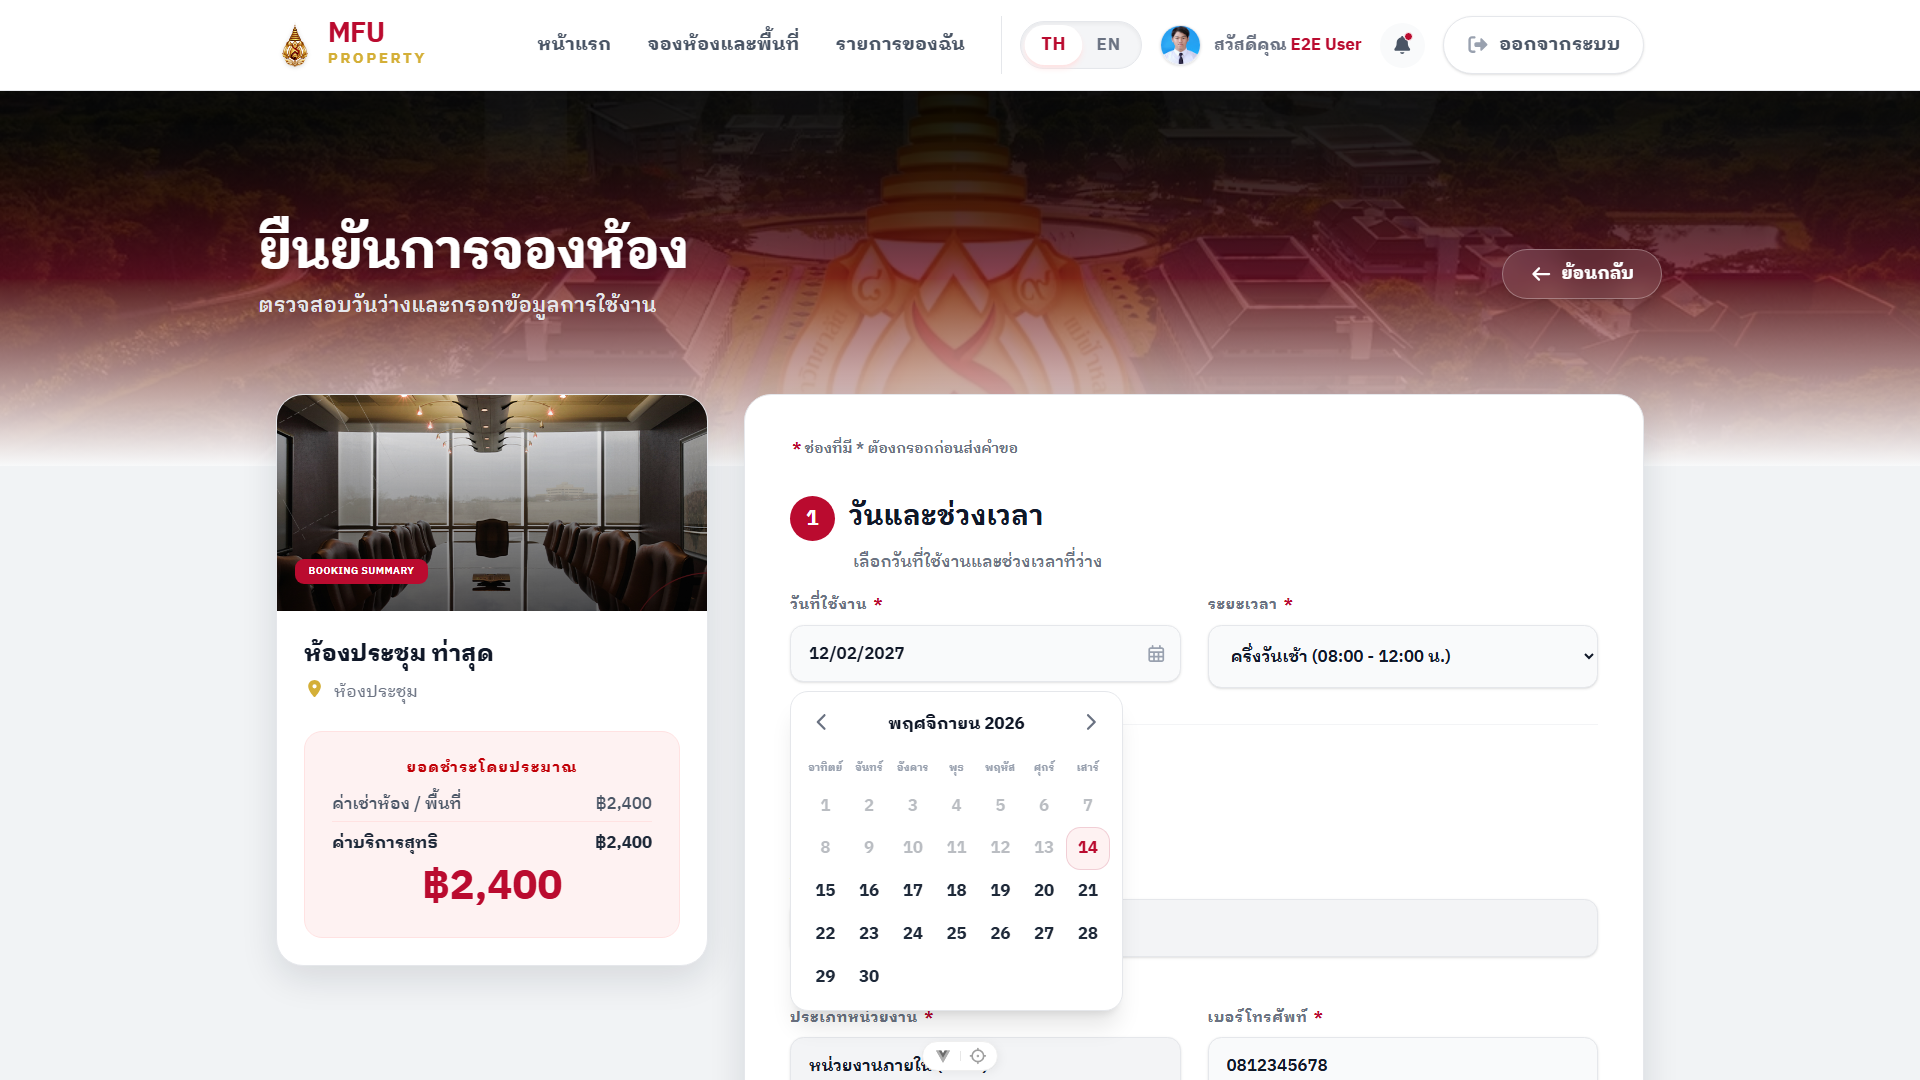 MFU
PROPERTY
หน้าแรก
จองห้องและพื้นที่
รายการของฉัน
TH
EN
สวัสดีคุณ E2E User
ออกจากระบบ
ยืนยันการจองห้อง
ตรวจสอบวันว่างและกรอกข้อมูลการใช้งาน
ย้อนกลับ
BOOKING SUMMARY
ห้องประชุม ท่าสุด
ห้องประชุม
ยอดชำระโดยประมาณ
ค่าเช่าห้อง / พื้นที่ ฿2,400
ค่าบริการสุทธิ ฿2,400
฿2,400
* ช่องที่มี * ต้องกรอกก่อนส่งคำขอ
1 วันและช่วงเวลา
เลือกวันที่ใช้งานและช่วงเวลาที่ว่าง
วันที่ใช้งาน *
12/02/2027
ระยะเวลา *
ครึ่งวันเช้า (08:00 - 12:00 น.)
พฤศจิกายน 2026
อาทิตย์ จันทร์ อังคาร พุธ พฤหัส ศุกร์ เสาร์
1 2 3 4 5 6 7
8 9 10 11 12 13 14
15 16 17 18 19 20 21
22 23 24 25 26 27 28
29 30
ประเภทหน่วยงาน *
หน่วยงานภายใน
เบอร์โทรศัพท์ *
0812345678